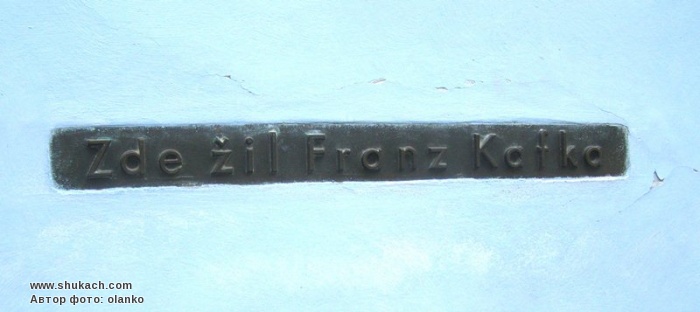 Zde žil Franz Kafka
www.shukach.com
Автор фото: olanko